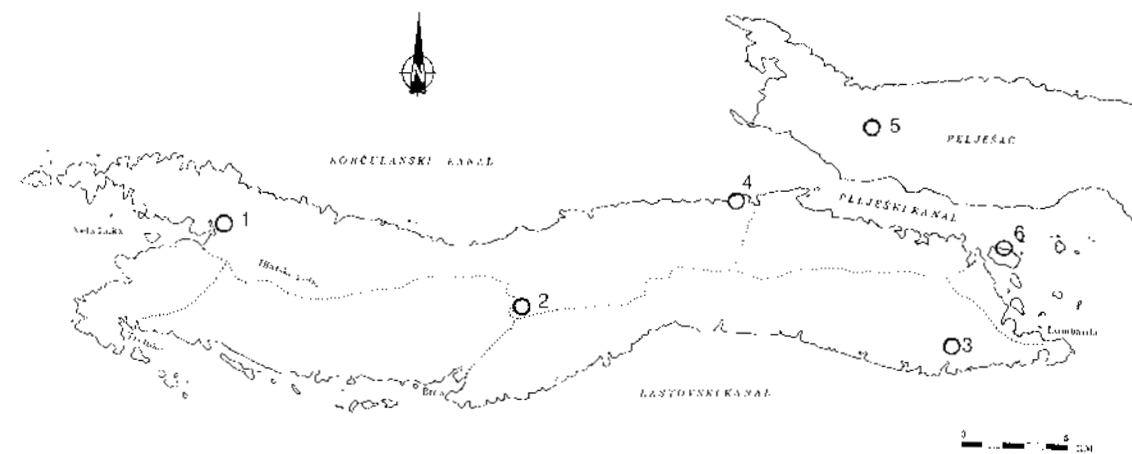 5
PELJEŠAC
KORČULANSKI KANAL
4
PELJEŠKI KANAL
1
Vela Luka
6
Blatsko polje
2
Lumbarda
3
Brna
LASTOVSKI KANAL
0
5
KM